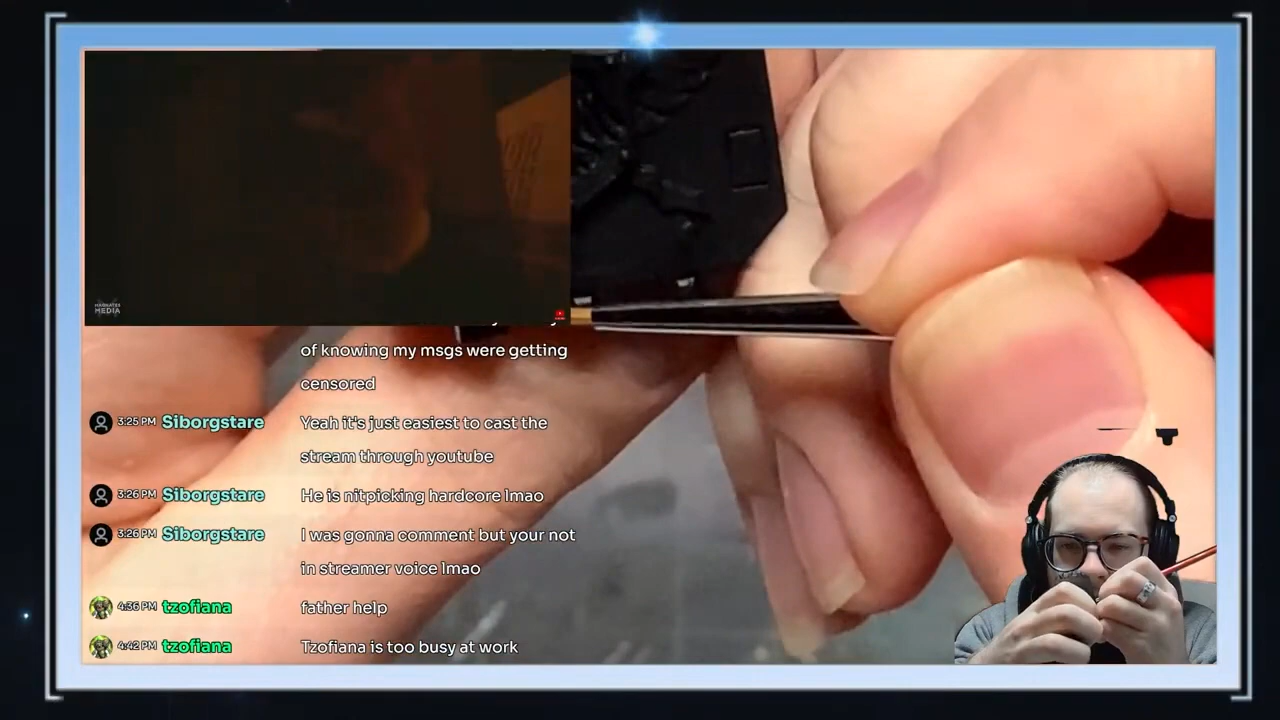 MAGNATES
MEDIA
of knowing my msgs were getting
censored
3:25 PM Siborgstare Yeah it's just easiest to cast the
stream through youtube
3:26 PM Siborgstare He is nitpicking hardcore lmao
3:26 PM Siborgstare I was gonna comment but your not
in streamer voice lmao
4:36 PM tzofiana father help
4:42 PM tzofiana Tzofiana is too busy at work